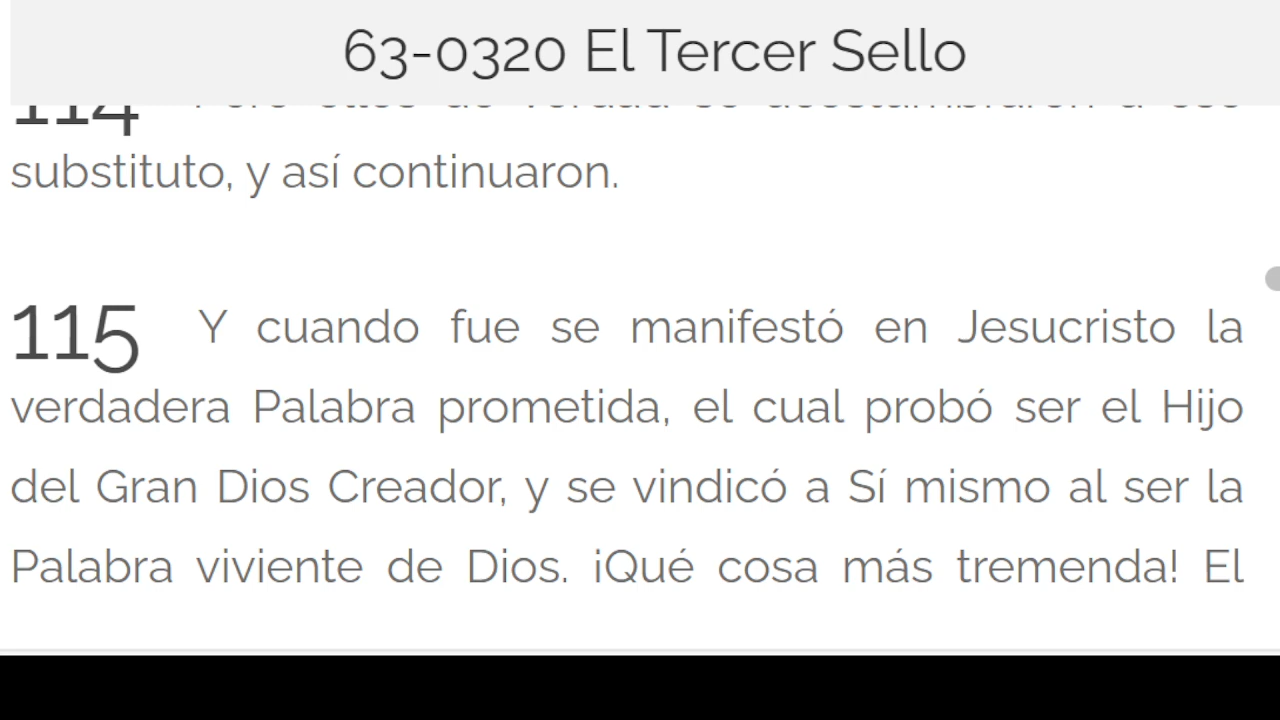 63-0320 El Tercer Sello
114
substituto, y así continuaron.
115 Y cuando fue se manifestó en Jesucristo la
verdadera Palabra prometida, el cual probó ser el Hijo
del Gran Dios Creador, y se vindicó a Sí mismo al ser la
Palabra viviente de Dios. ¡Qué cosa más tremenda! El